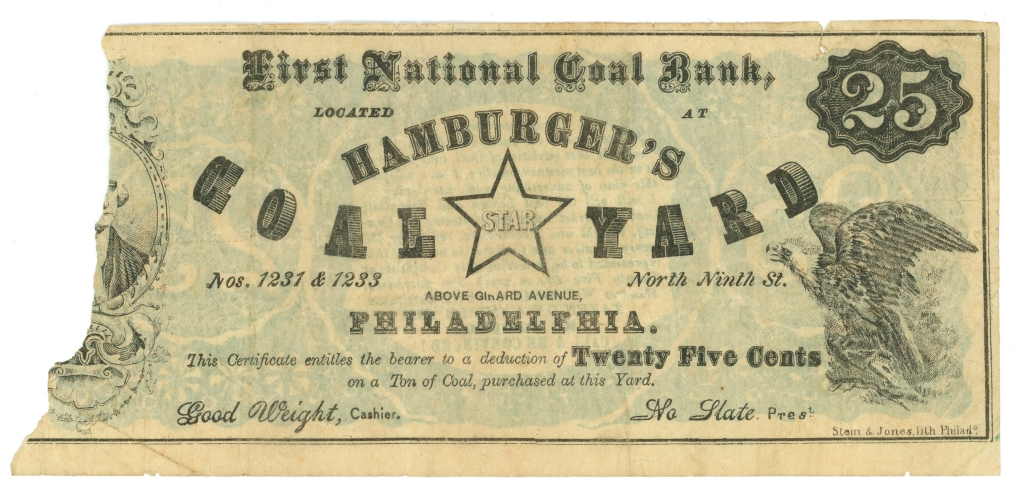 First National Coal Bank,
25
LOCATED AT
HAMBURGER'S
COAL STAR YARD
Nos. 1231 & 1233 North Ninth St.
ABOVE GIRARD AVENUE,
PHILADELPHIA.
This Certificate entitles the bearer to a deduction of Twenty Five Cents
on a Ton of Coal, purchased at this Yard.
Good Weight, Cashier. No Slate. Prest.
Stein & Jones, lith Philada.